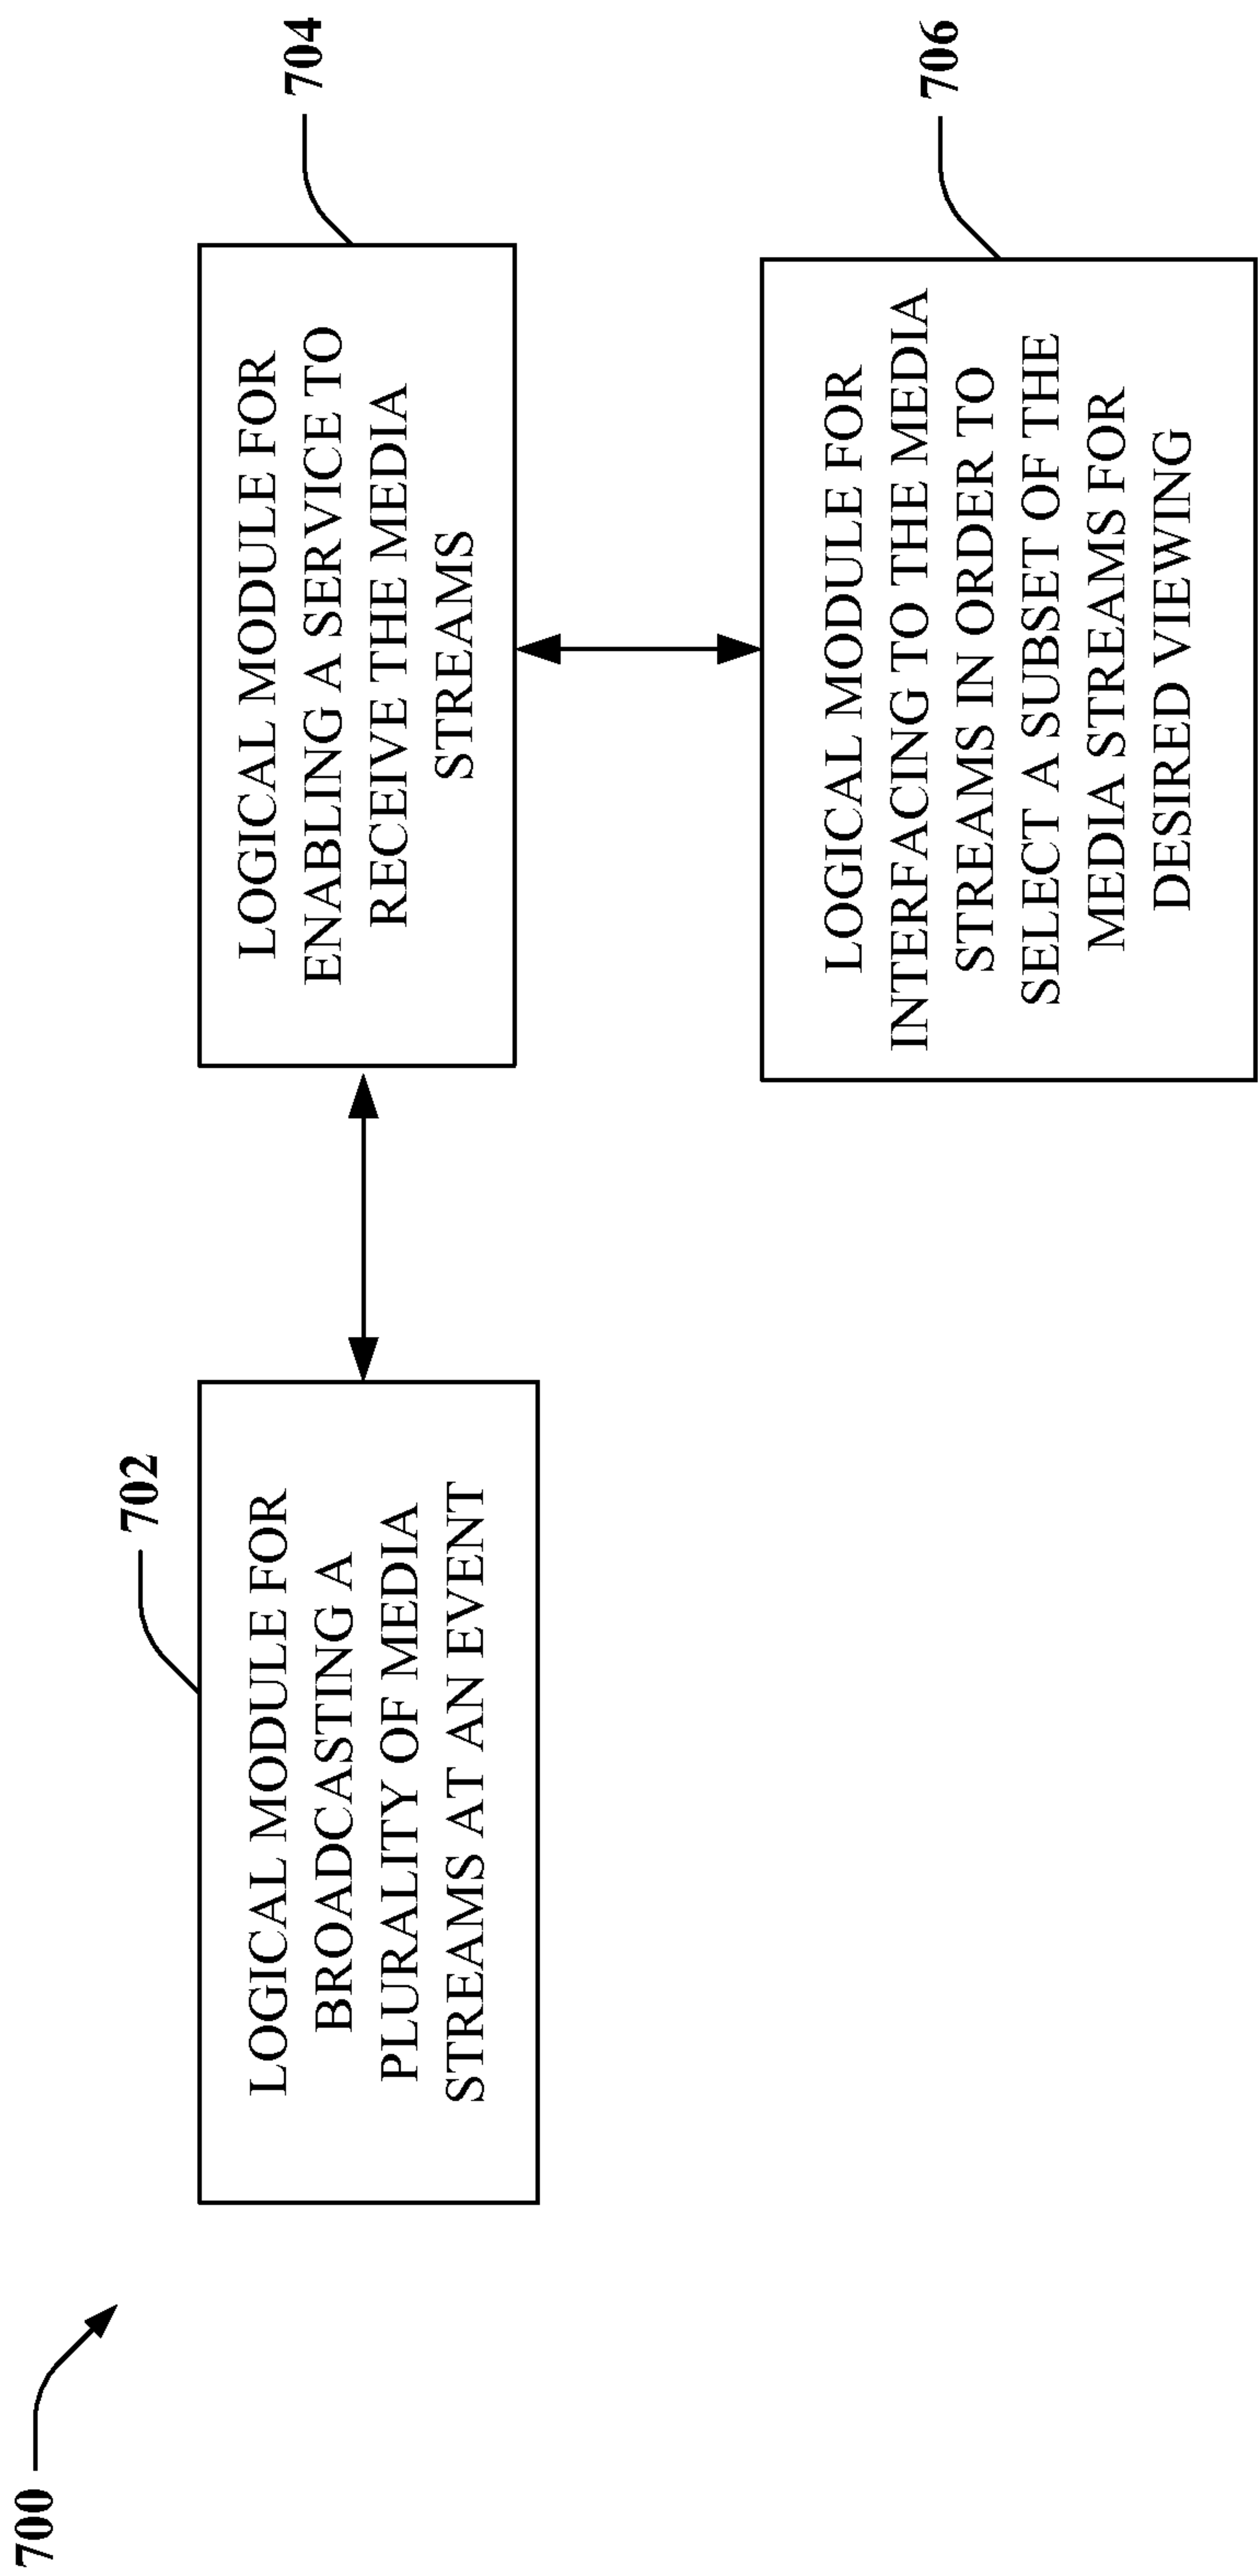 700
702
LOGICAL MODULE FOR
BROADCASTING A
PLURALITY OF MEDIA
STREAMS AT AN EVENT
704
LOGICAL MODULE FOR
ENABLING A SERVICE TO
RECEIVE THE MEDIA
STREAMS
706
LOGICAL MODULE FOR
INTERFACING TO THE MEDIA
STREAMS IN ORDER TO
SELECT A SUBSET OF THE
MEDIA STREAMS FOR
DESIRED VIEWING